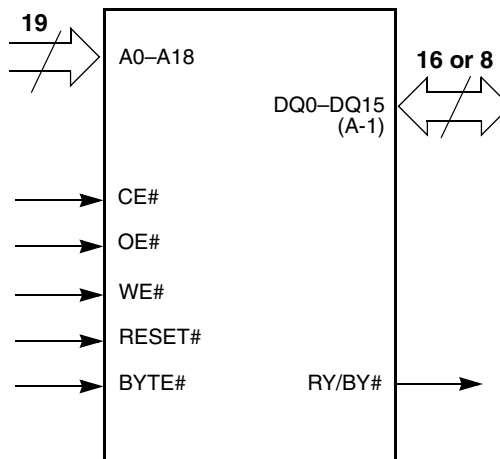 19
A0–A18
16 or 8
DQ0–DQ15
(A-1)
CE#
OE#
WE#
RESET#
BYTE#
RY/BY#